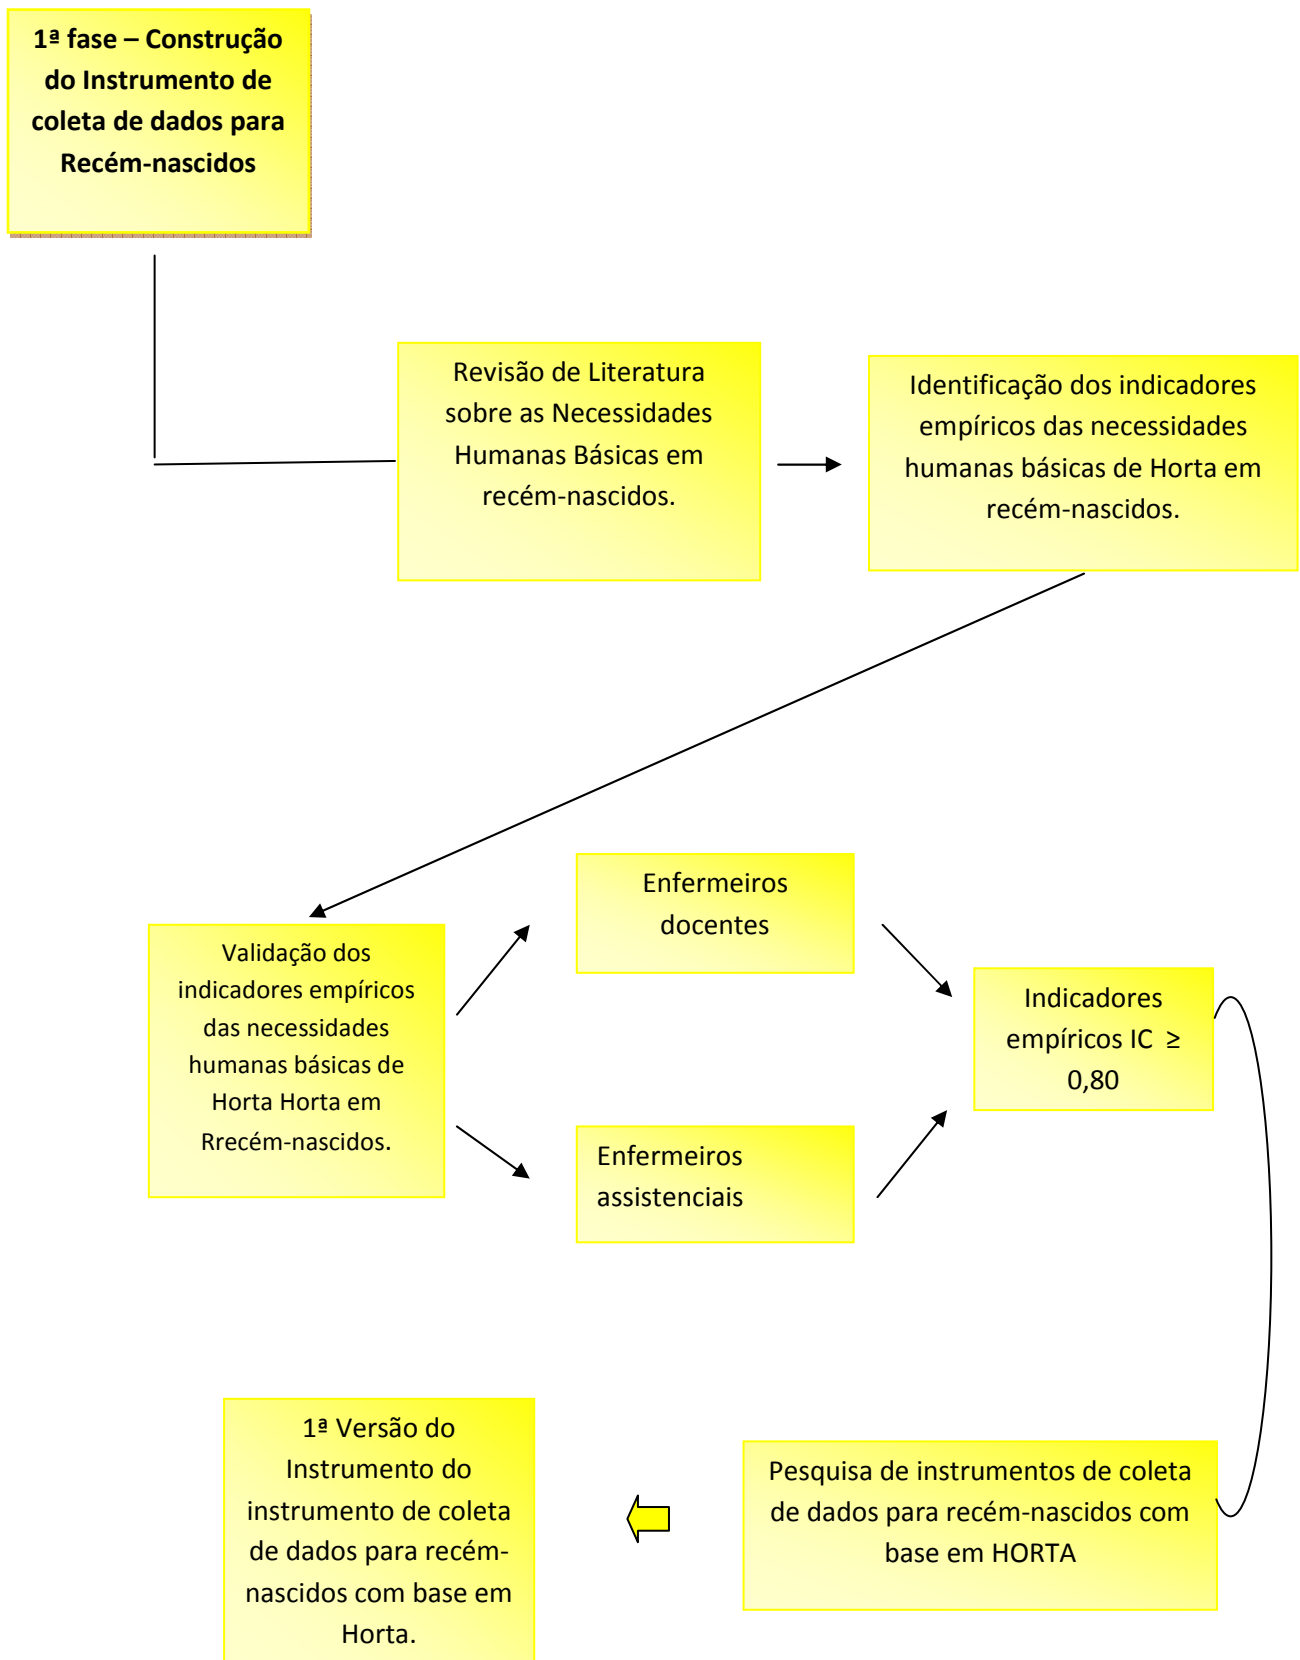 1ª fase – Construção
do Instrumento de
coleta de dados para
Recém-nascidos
Revisão de Literatura
sobre as Necessidades
Humanas Básicas em
recém-nascidos.
Identificação dos indicadores
empíricos das necessidades
humanas básicas de Horta em
recém-nascidos.
Validação dos
indicadores empíricos
das necessidades
humanas básicas de
Horta Horta em
Rrecém-nascidos.
Enfermeiros
docentes
Enfermeiros
assistenciais
Indicadores
empíricos IC ≥
0,80
Pesquisa de instrumentos de coleta
de dados para recém-nascidos com
base em HORTA
1ª Versão do
Instrumento do
instrumento de coleta
de dados para recém-
nascidos com base em
Horta.